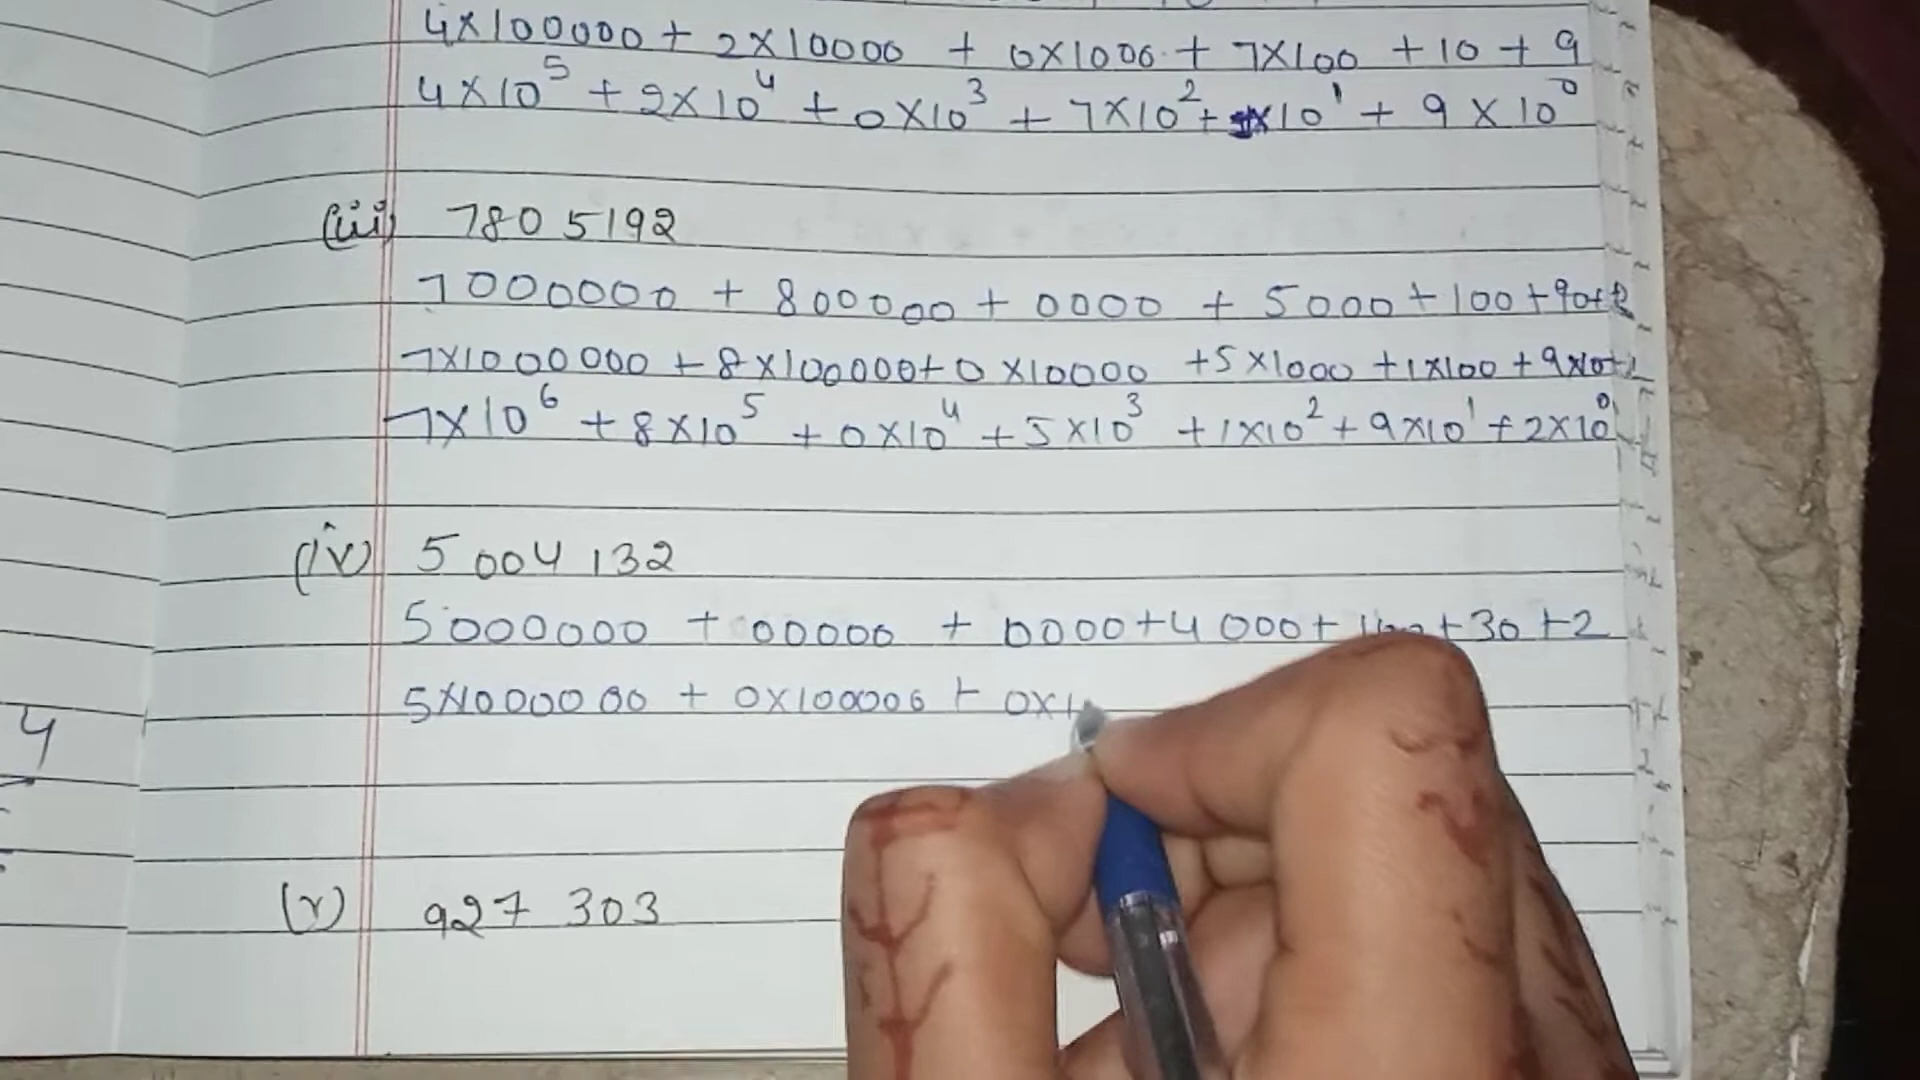 4×100000 + 2×10000 + 0×1000 + 7×100 + 10 + 9
4×10⁵ + 2×10⁴ + 0×10³ + 7×10² + 1×10¹ + 9×10⁰
(iii) 7805192
7000000 + 800000 + 0000 + 5000 + 100 + 90 + 2
7×1000000 + 8×100000 + 0×10000 + 5×1000 + 1×100 + 9×10 + 2
7×10⁶ + 8×10⁵ + 0×10⁴ + 5×10³ + 1×10² + 9×10¹ + 2×10⁰
(iv) 5004132
5000000 + 00000 + 0000 + 4000 + 100 + 30 + 2
5×1000000 + 0×100000 + 0×1
4
(v) 927303